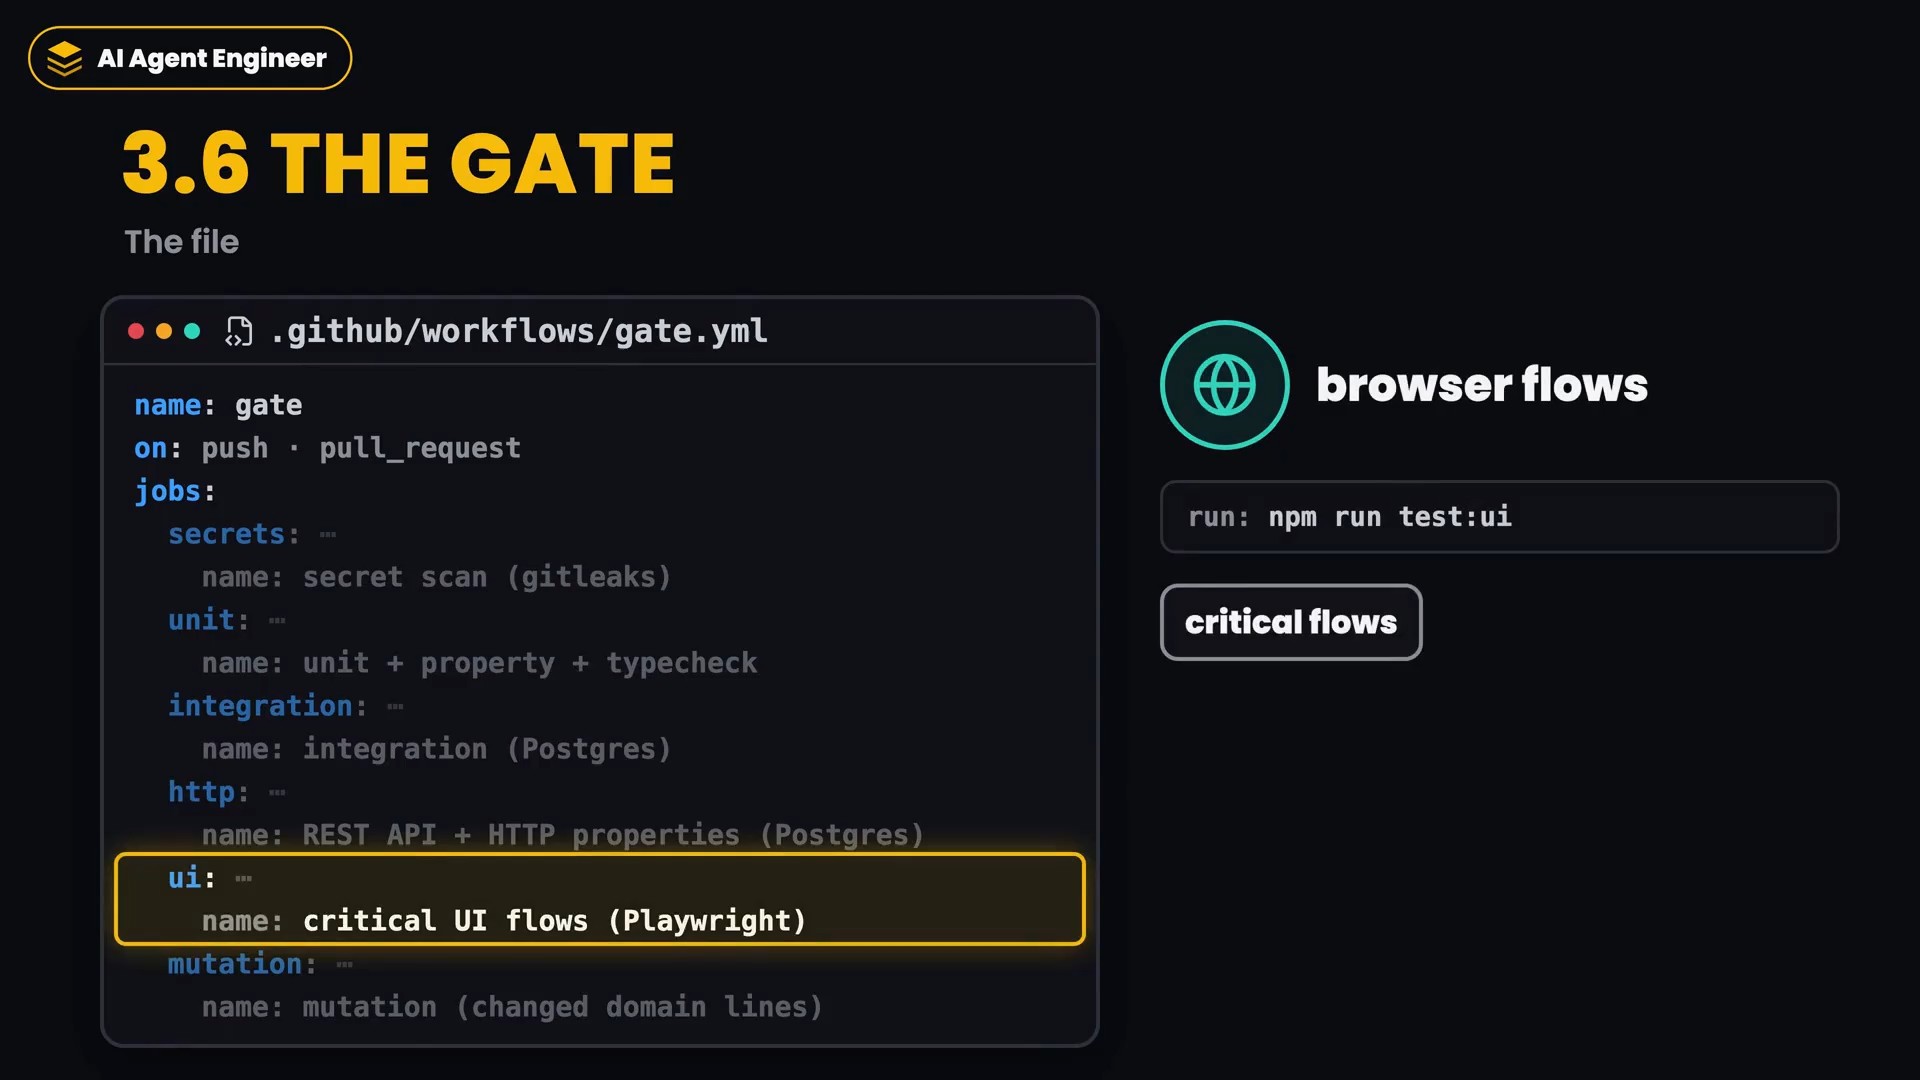 AI Agent Engineer
3.6 THE GATE
The file
.github/workflows/gate.yml
name: gate
on: push · pull_request
jobs:
secrets: ⋯
name: secret scan (gitleaks)
unit: ⋯
name: unit + property + typecheck
integration: ⋯
name: integration (Postgres)
http: ⋯
name: REST API + HTTP properties (Postgres)
ui: ⋯
name: critical UI flows (Playwright)
mutation: ⋯
name: mutation (changed domain lines)
browser flows
run: npm run test:ui
critical flows